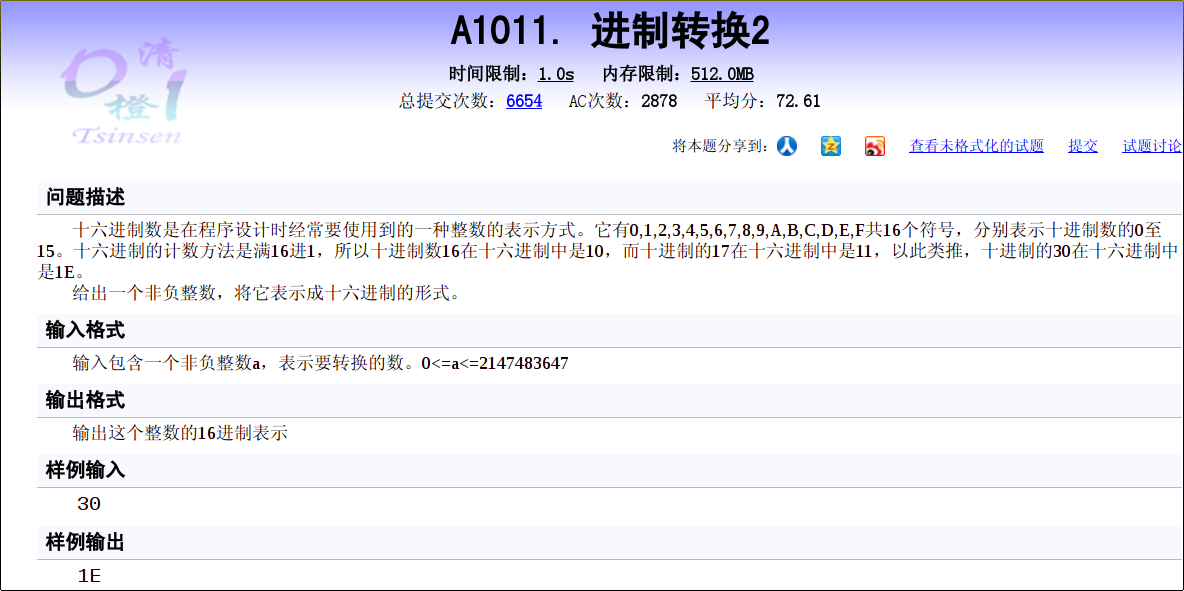 清
橙
Tsinsen
A1011. 进制转换2
时间限制：1.0s 内存限制：512.0MB
总提交次数：6654 AC次数：2878 平均分：72.61
将本题分享到： 查看未格式化的试题 提交 试题讨论
问题描述
十六进制数是在程序设计时经常要使用到的一种整数的表示方式。它有0,1,2,3,4,5,6,7,8,9,A,B,C,D,E,F共16个符号，分别表示十进制数的0至
15。十六进制的计数方法是满16进1，所以十进制数16在十六进制中是10，而十进制的17在十六进制中是11，以此类推，十进制的30在十六进制中
是1E。
给出一个非负整数，将它表示成十六进制的形式。
输入格式
输入包含一个非负整数a，表示要转换的数。0<=a<=2147483647
输出格式
输出这个整数的16进制表示
样例输入
30
样例输出
1E